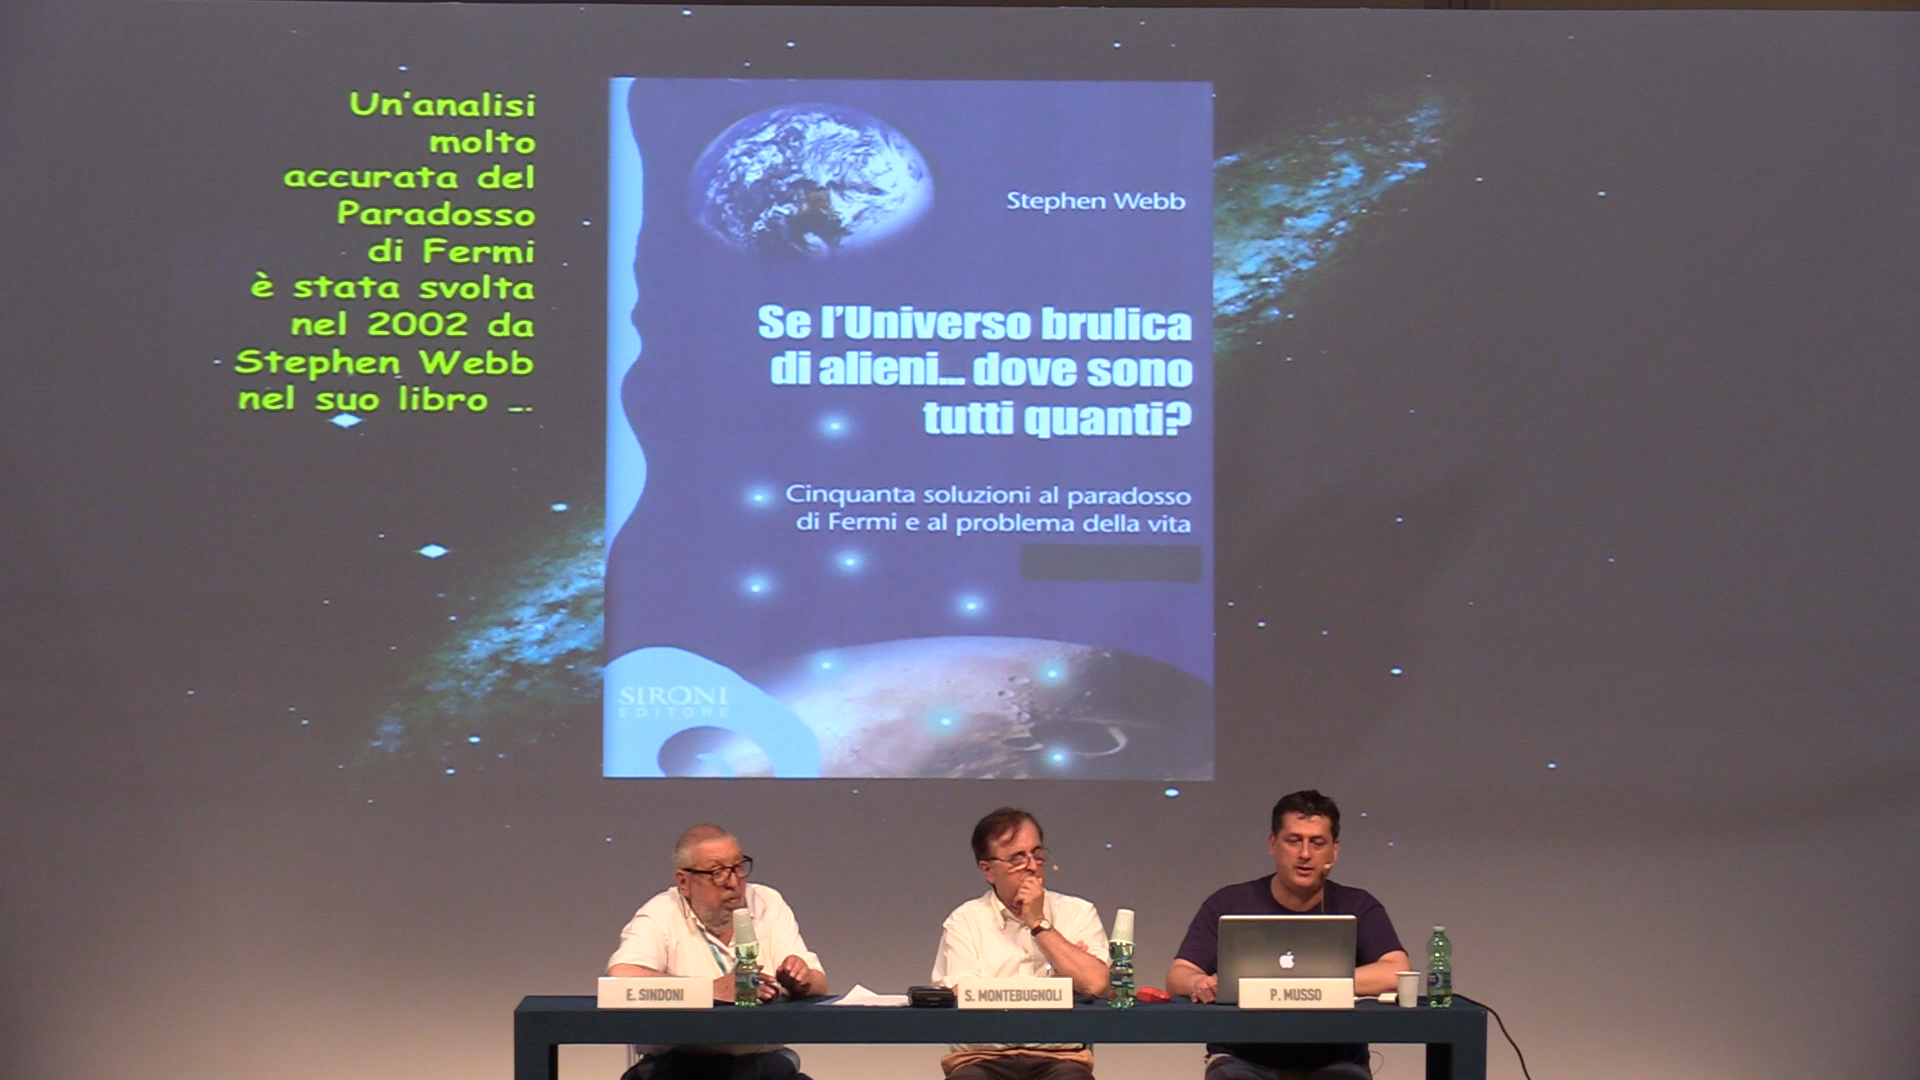 Un'analisi
molto
accurata del
Paradosso
di Fermi
è stata svolta
nel 2002 da
Stephen Webb
nel suo libro ...
Stephen Webb
Se l'Universo brulica
di alieni... dove sono
tutti quanti?
Cinquanta soluzioni al paradosso
di Fermi e al problema della vita
SIRONI
EDITORE
E. SINDONI
S. MONTEBUGNOLI
P. MUSSO